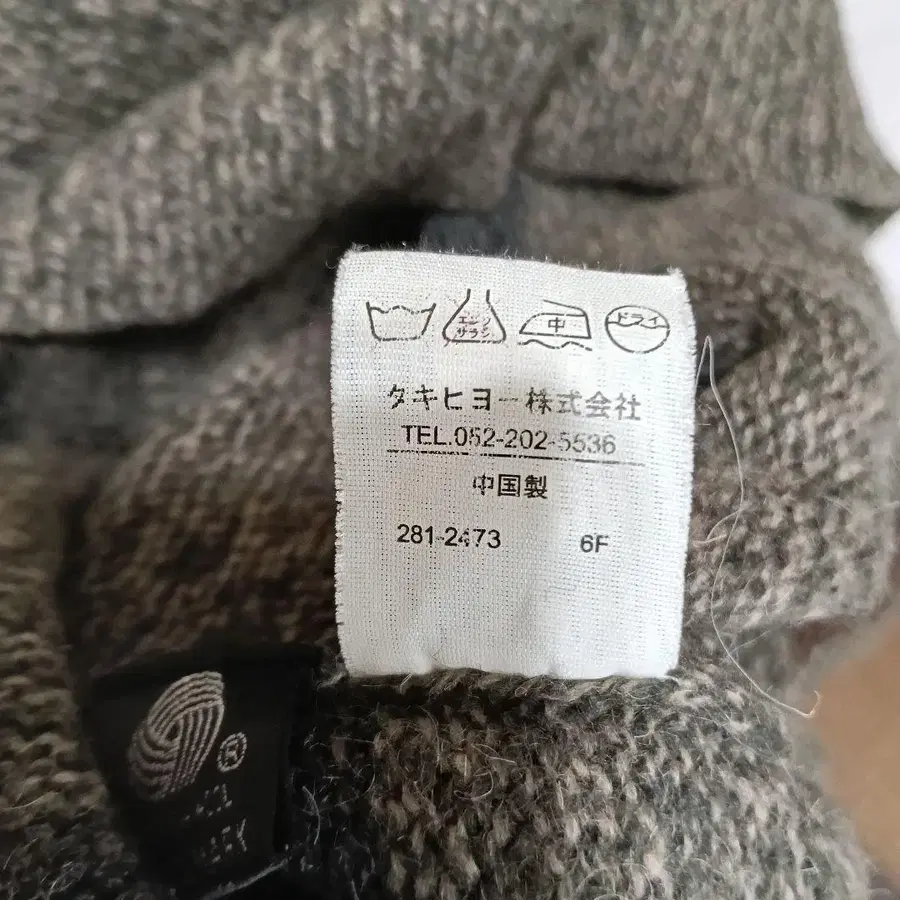 エンソ
サラシ
中
ドライ
タキヒヨー株式会社
TEL.052-202-5536
中国製
281-2473
6F
®